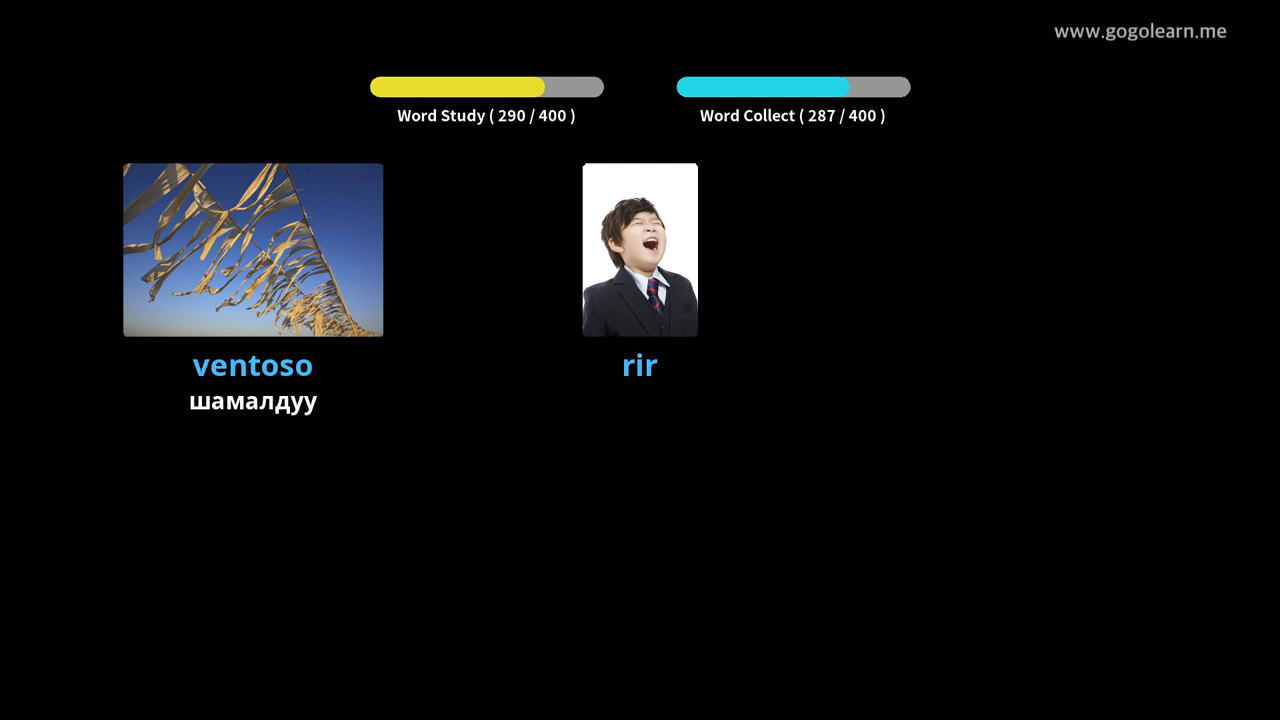 www.gogolearn.me
Word Study ( 290 / 400 )
Word Collect ( 287 / 400 )
ventoso
rir
шамалдуу